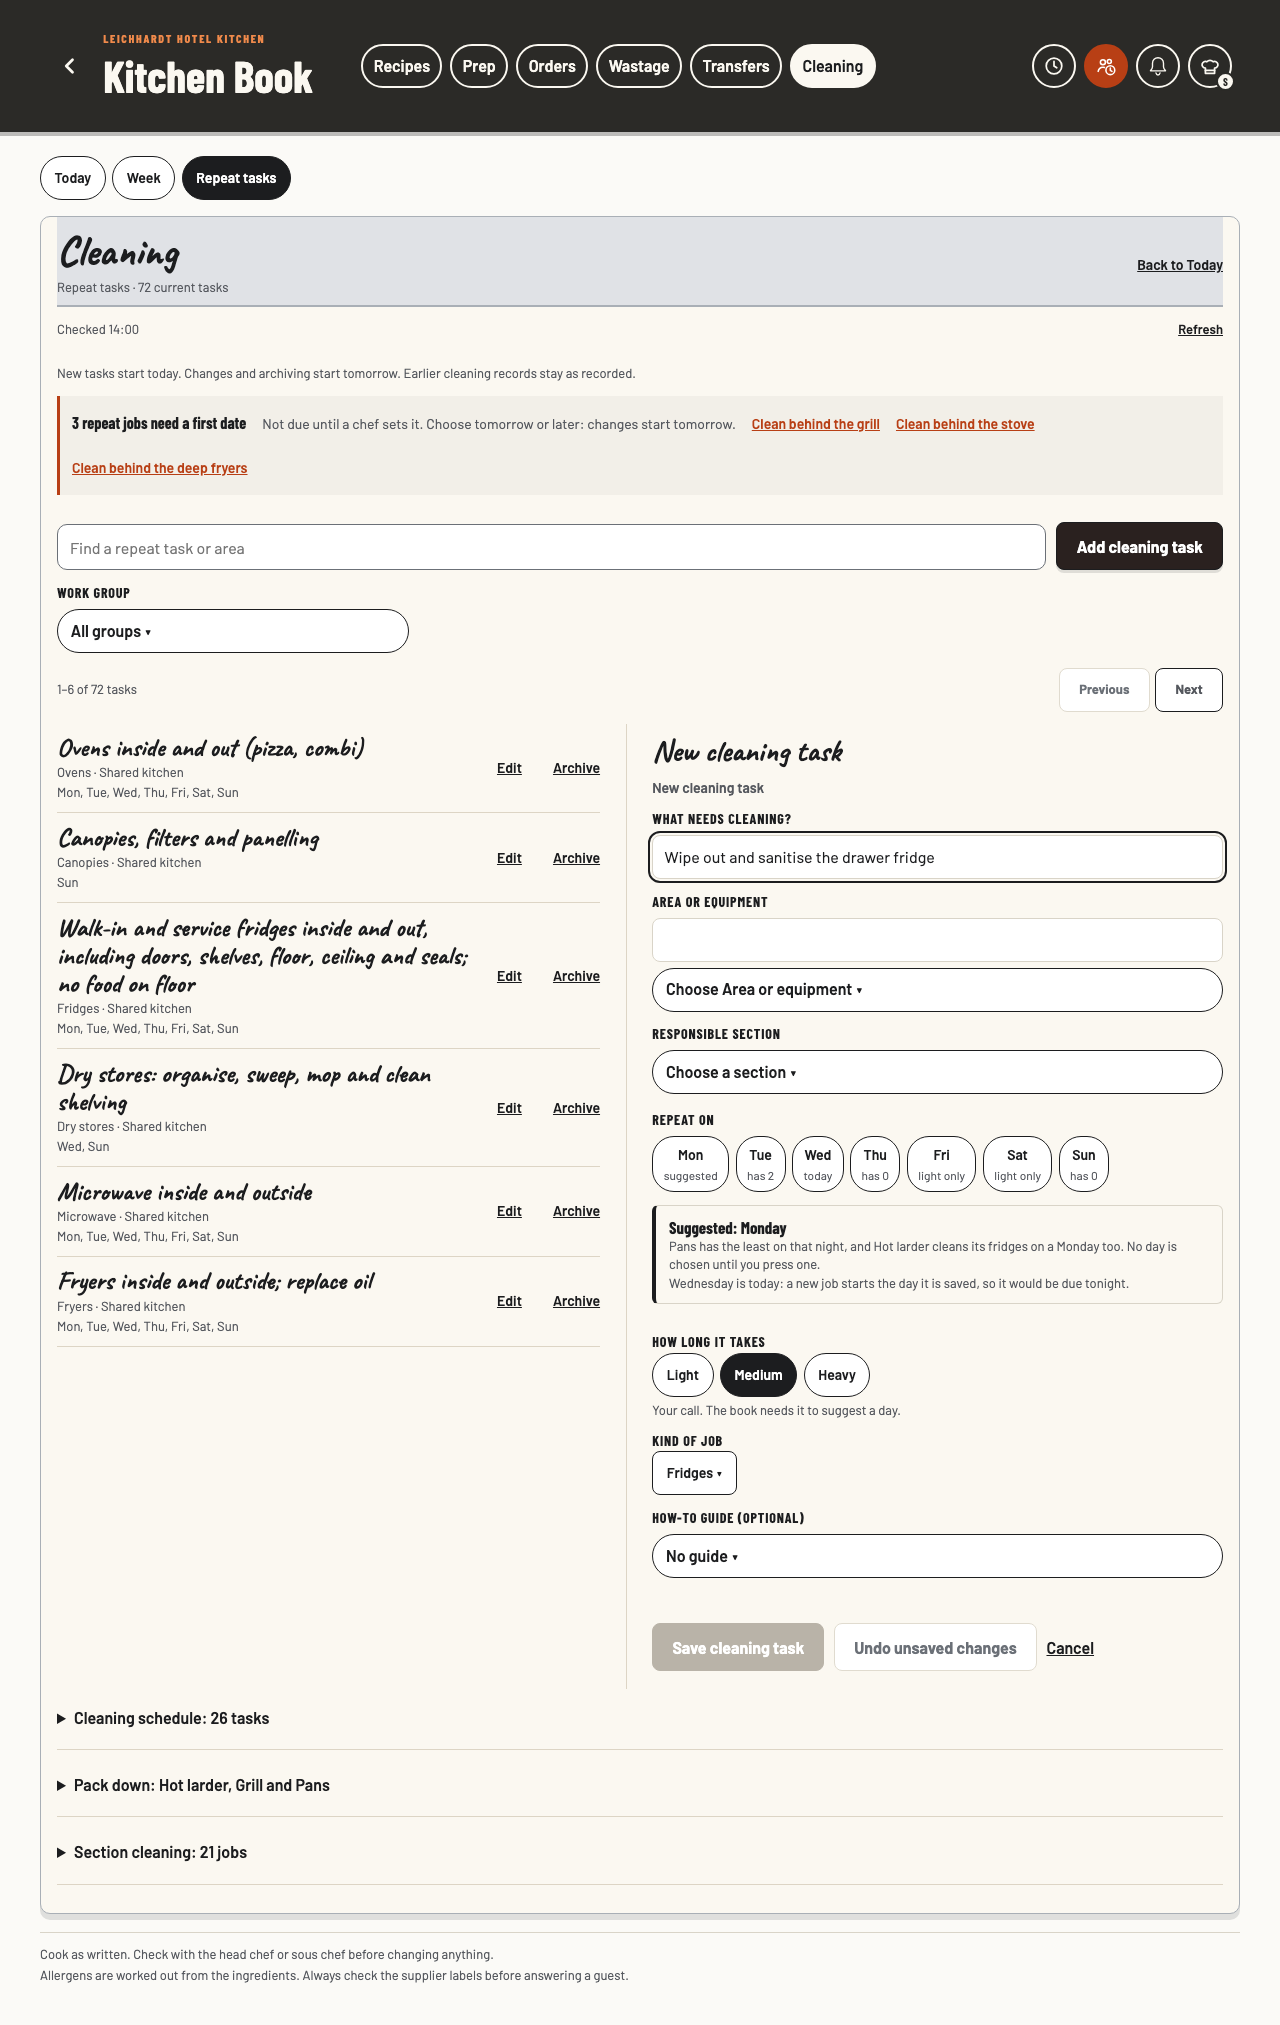 LEICHHARDT HOTEL KITCHEN
Kitchen Book
Recipes
Prep
Orders
Wastage
Transfers
Cleaning
S
Today
Week
Repeat tasks
Cleaning
Repeat tasks · 72 current tasks
Back to Today
Checked 14:00
Refresh
New tasks start today. Changes and archiving start tomorrow. Earlier cleaning records stay as recorded.
3 repeat jobs need a first date Not due until a chef sets it. Choose tomorrow or later: changes start tomorrow. Clean behind the grill Clean behind the stove
Clean behind the deep fryers
Find a repeat task or area
Add cleaning task
WORK GROUP
All groups ▾
1–6 of 72 tasks
Previous
Next
Ovens inside and out (pizza, combi)
Ovens · Shared kitchen
Mon, Tue, Wed, Thu, Fri, Sat, Sun
Edit
Archive
Canopies, filters and panelling
Canopies · Shared kitchen
Sun
Edit
Archive
Walk-in and service fridges inside and out,
including doors, shelves, floor, ceiling and seals;
no food on floor
Fridges · Shared kitchen
Mon, Tue, Wed, Thu, Fri, Sat, Sun
Edit
Archive
Dry stores: organise, sweep, mop and clean
shelving
Dry stores · Shared kitchen
Wed, Sun
Edit
Archive
Microwave inside and outside
Microwave · Shared kitchen
Mon, Tue, Wed, Thu, Fri, Sat, Sun
Edit
Archive
Fryers inside and outside; replace oil
Fryers · Shared kitchen
Mon, Tue, Wed, Thu, Fri, Sat, Sun
Edit
Archive
New cleaning task
New cleaning task
WHAT NEEDS CLEANING?
Wipe out and sanitise the drawer fridge
AREA OR EQUIPMENT
Choose Area or equipment ▾
RESPONSIBLE SECTION
Choose a section ▾
REPEAT ON
Mon
suggested
Tue
has 2
Wed
today
Thu
has 0
Fri
light only
Sat
light only
Sun
has 0
Suggested: Monday
Pans has the least on that night, and Hot larder cleans its fridges on a Monday too. No day is
chosen until you press one.
Wednesday is today: a new job starts the day it is saved, so it would be due tonight.
HOW LONG IT TAKES
Light
Medium
Heavy
Your call. The book needs it to suggest a day.
KIND OF JOB
Fridges ▾
HOW-TO GUIDE (OPTIONAL)
No guide ▾
Save cleaning task
Undo unsaved changes
Cancel
Cleaning schedule: 26 tasks
Pack down: Hot larder, Grill and Pans
Section cleaning: 21 jobs
Cook as written. Check with the head chef or sous chef before changing anything.
Allergens are worked out from the ingredients. Always check the supplier labels before answering a guest.